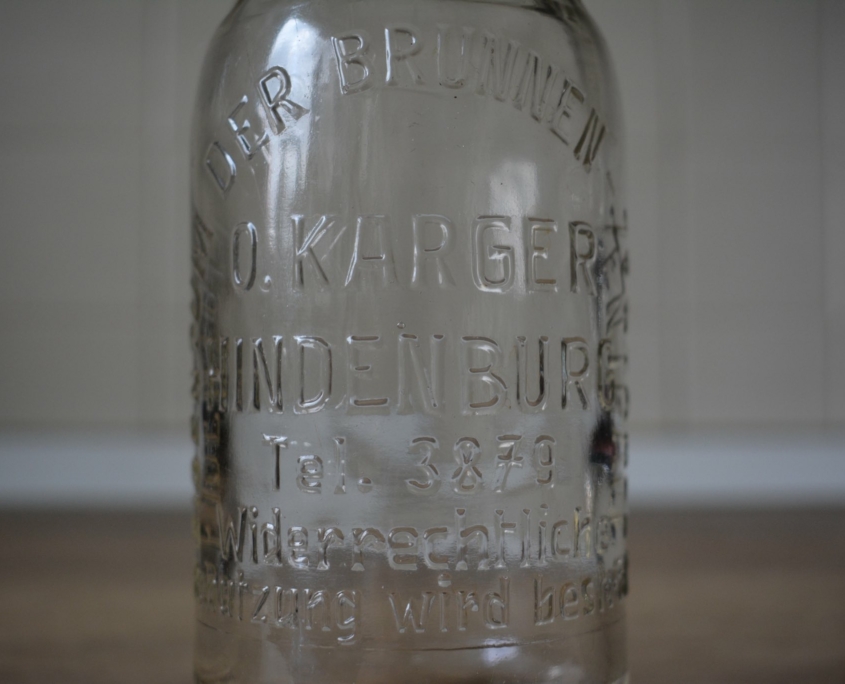 DER BRUNNEN
O. KARGER
HINDENBURG
Tel. 3879
Widerrechtliche
wird